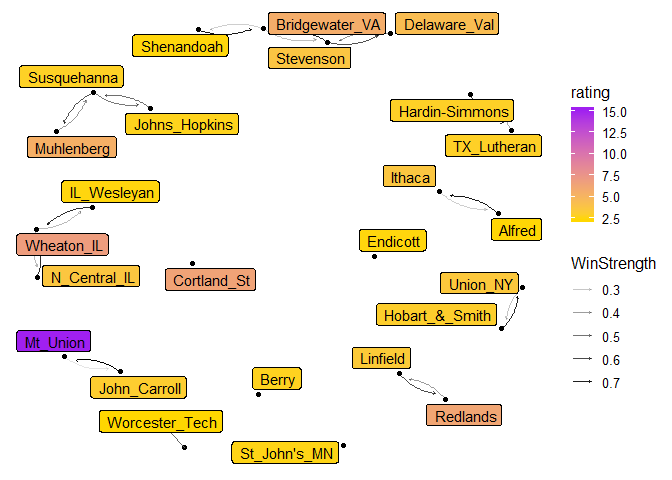 Bridgewater_VA
Delaware_Val
Shenandoah
Stevenson
Susquehanna
Johns_Hopkins
Muhlenberg
Hardin-Simmons
TX_Lutheran
Ithaca
Alfred
IL_Wesleyan
Wheaton_IL
N_Central_IL
Cortland_St
Endicott
Union_NY
Hobart_&_Smith
Mt_Union
John_Carroll
Linfield
Redlands
Berry
Worcester_Tech
St_John's_MN
rating
15.0
12.5
10.0
7.5
5.0
2.5
WinStrength
0.3
0.4
0.5
0.6
0.7